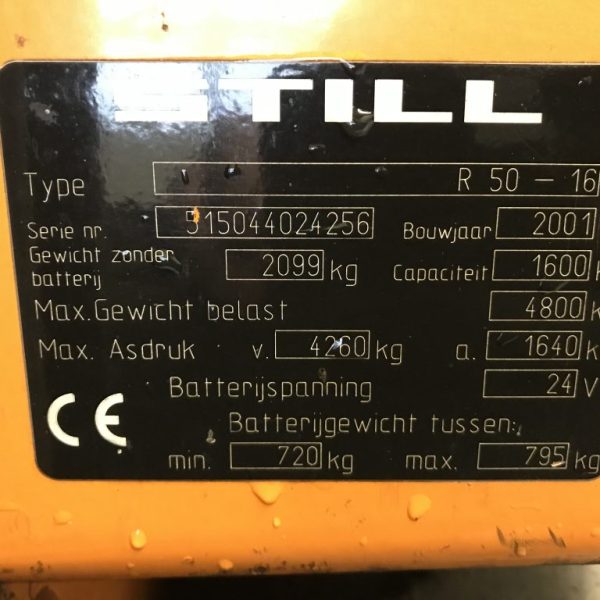 STILL
Type R 50 - 16
Serie nr. 515044024256 Bouwjaar 2001
Gewicht zonder batterij 2099 kg Capaciteit 1600 k
Max. Gewicht belast 4800 k
Max. Asdruk v. 4260 kg a. 1640 k
Batterijspanning 24 V
CE Batterijgewicht tussen:
min. 720 kg max. 795 kg